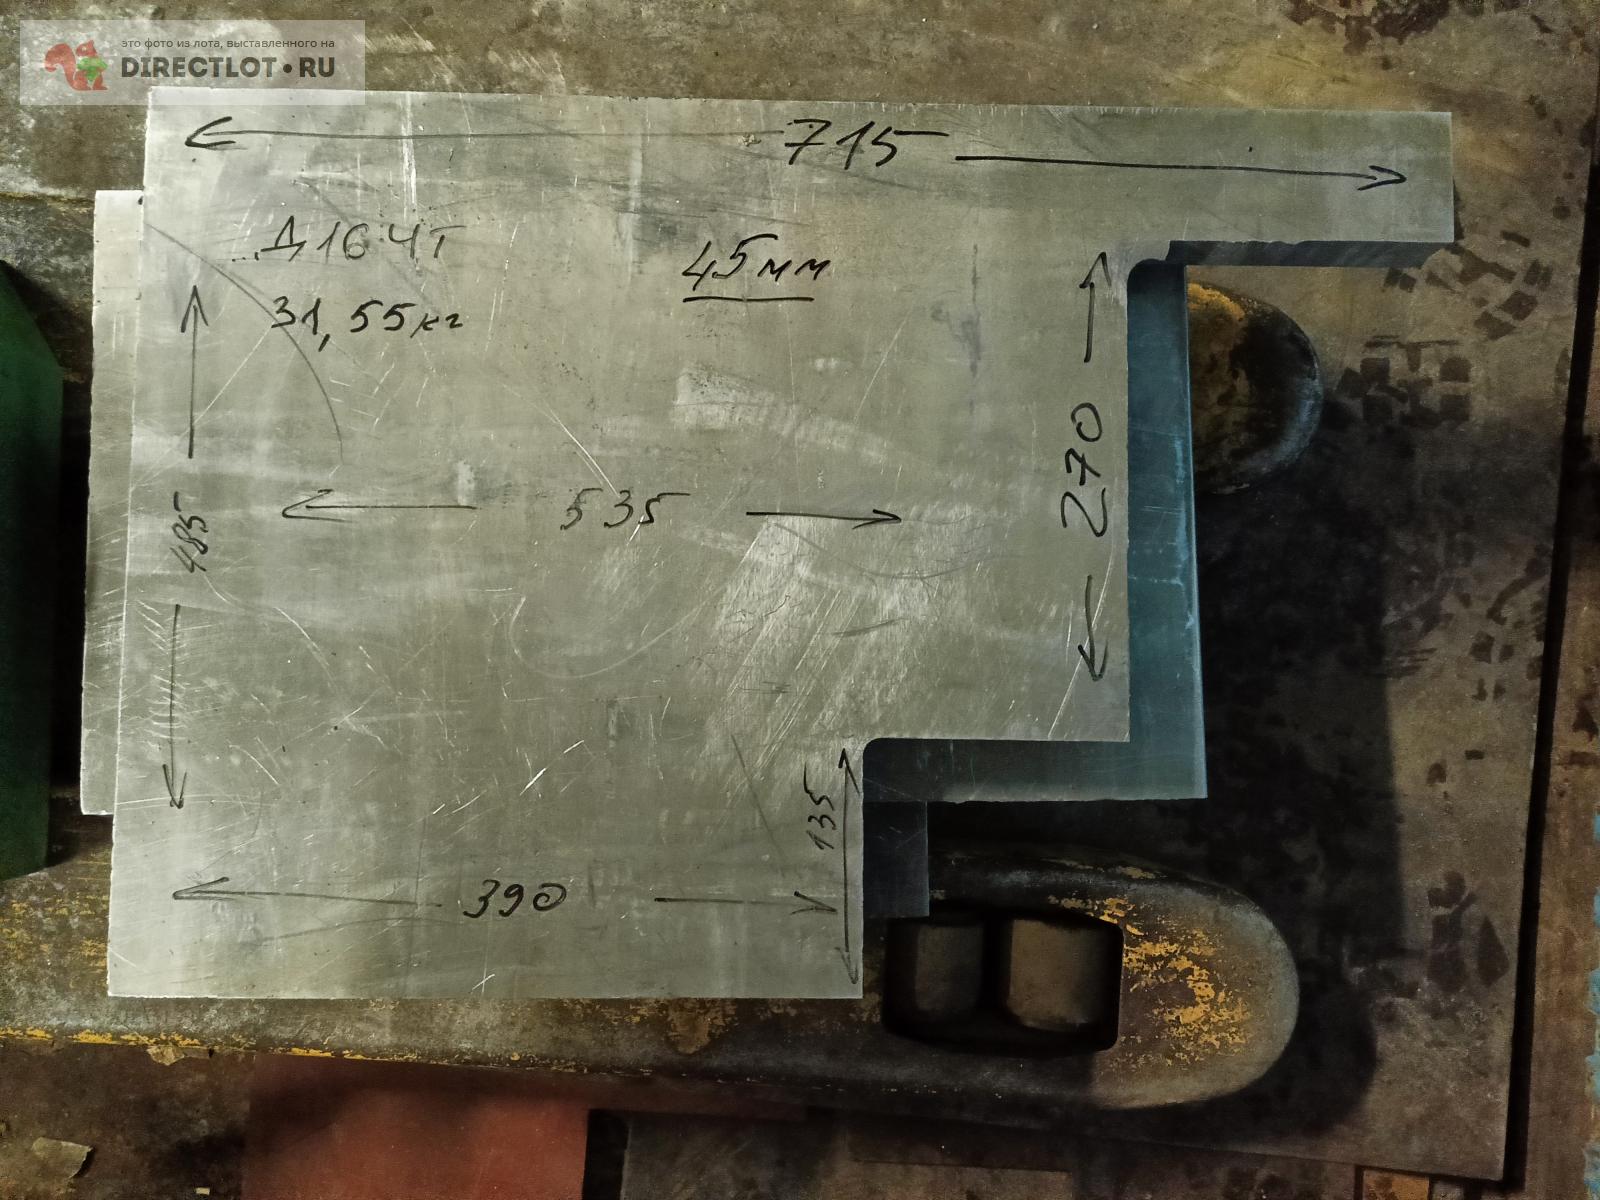 это фото из лота, выставленного на
DIRECTLOT•RU
715
Д16чТ
45мм
31,55кг
270
535
485
135
390